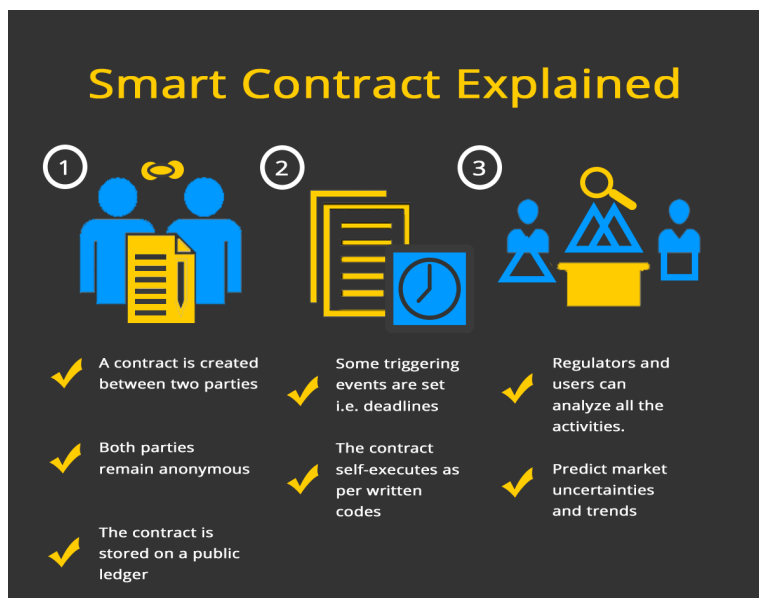 Smart Contract Explained
1
2
3
A contract is created
between two parties
Both parties
remain anonymous
The contract is
stored on a public
ledger
Some triggering
events are set
i.e. deadlines
The contract
self-executes as
per written
codes
Regulators and
users can
analyze all the
activities.
Predict market
uncertainties
and trends